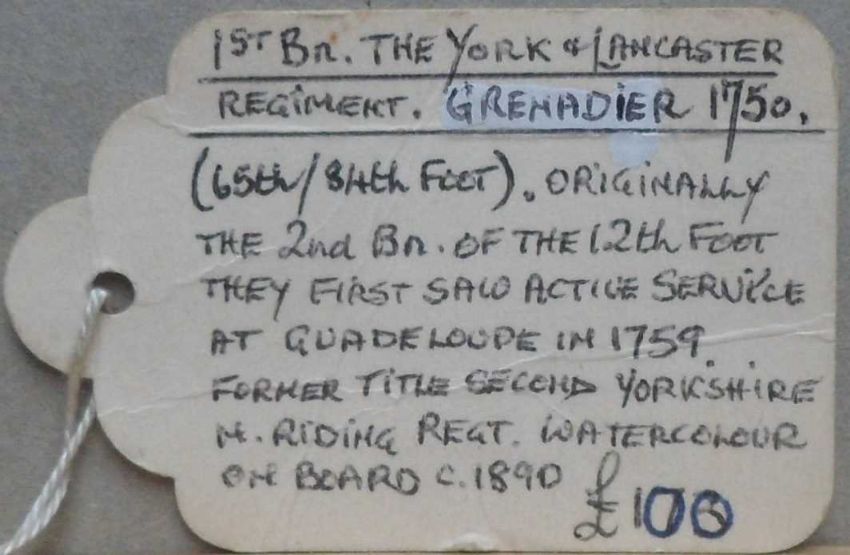 1ST Bn. THE YORK & LANCASTER
REGIMENT. GRENADIER 1750.
(65th/84th FOOT). ORIGINALLY
THE 2nd Bn. OF THE 12th FOOT
THEY FIRST SAW ACTIVE SERVICE
AT GUADELOUPE IN 1759.
FORMER TITLE SECOND YORKSHIRE
N. RIDING REGT. WATERCOLOUR
ON BOARD C.1890
£100